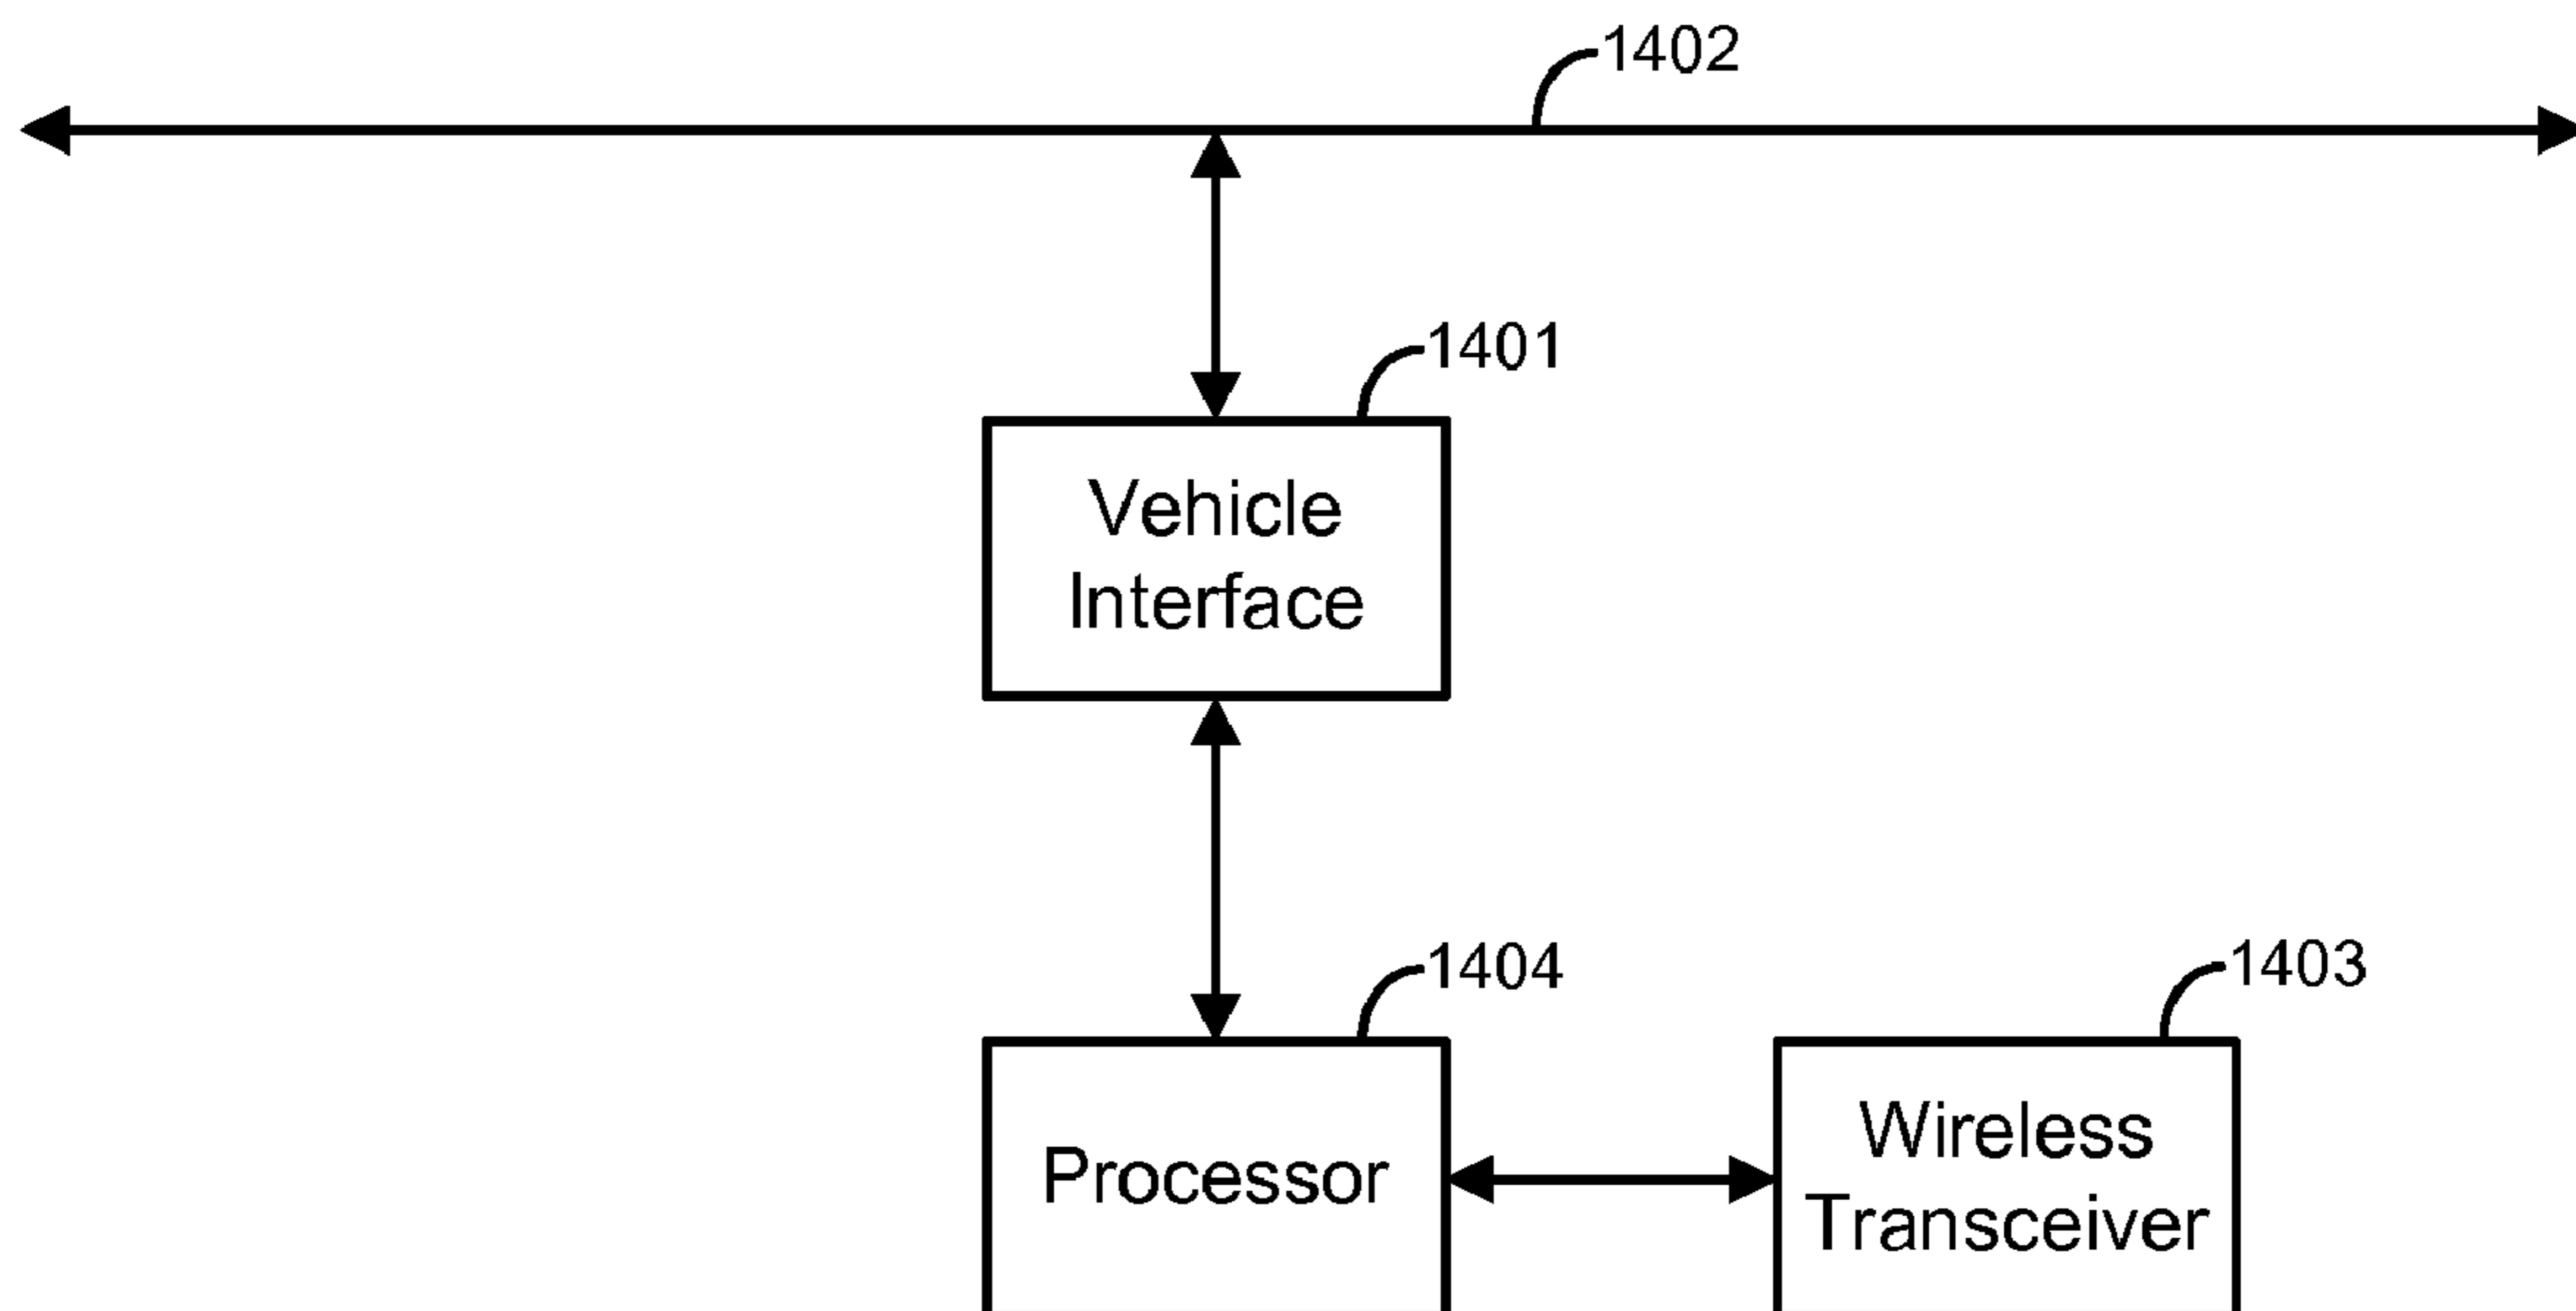 1402
1401
Vehicle
Interface
1404
1403
Processor
Wireless
Transceiver